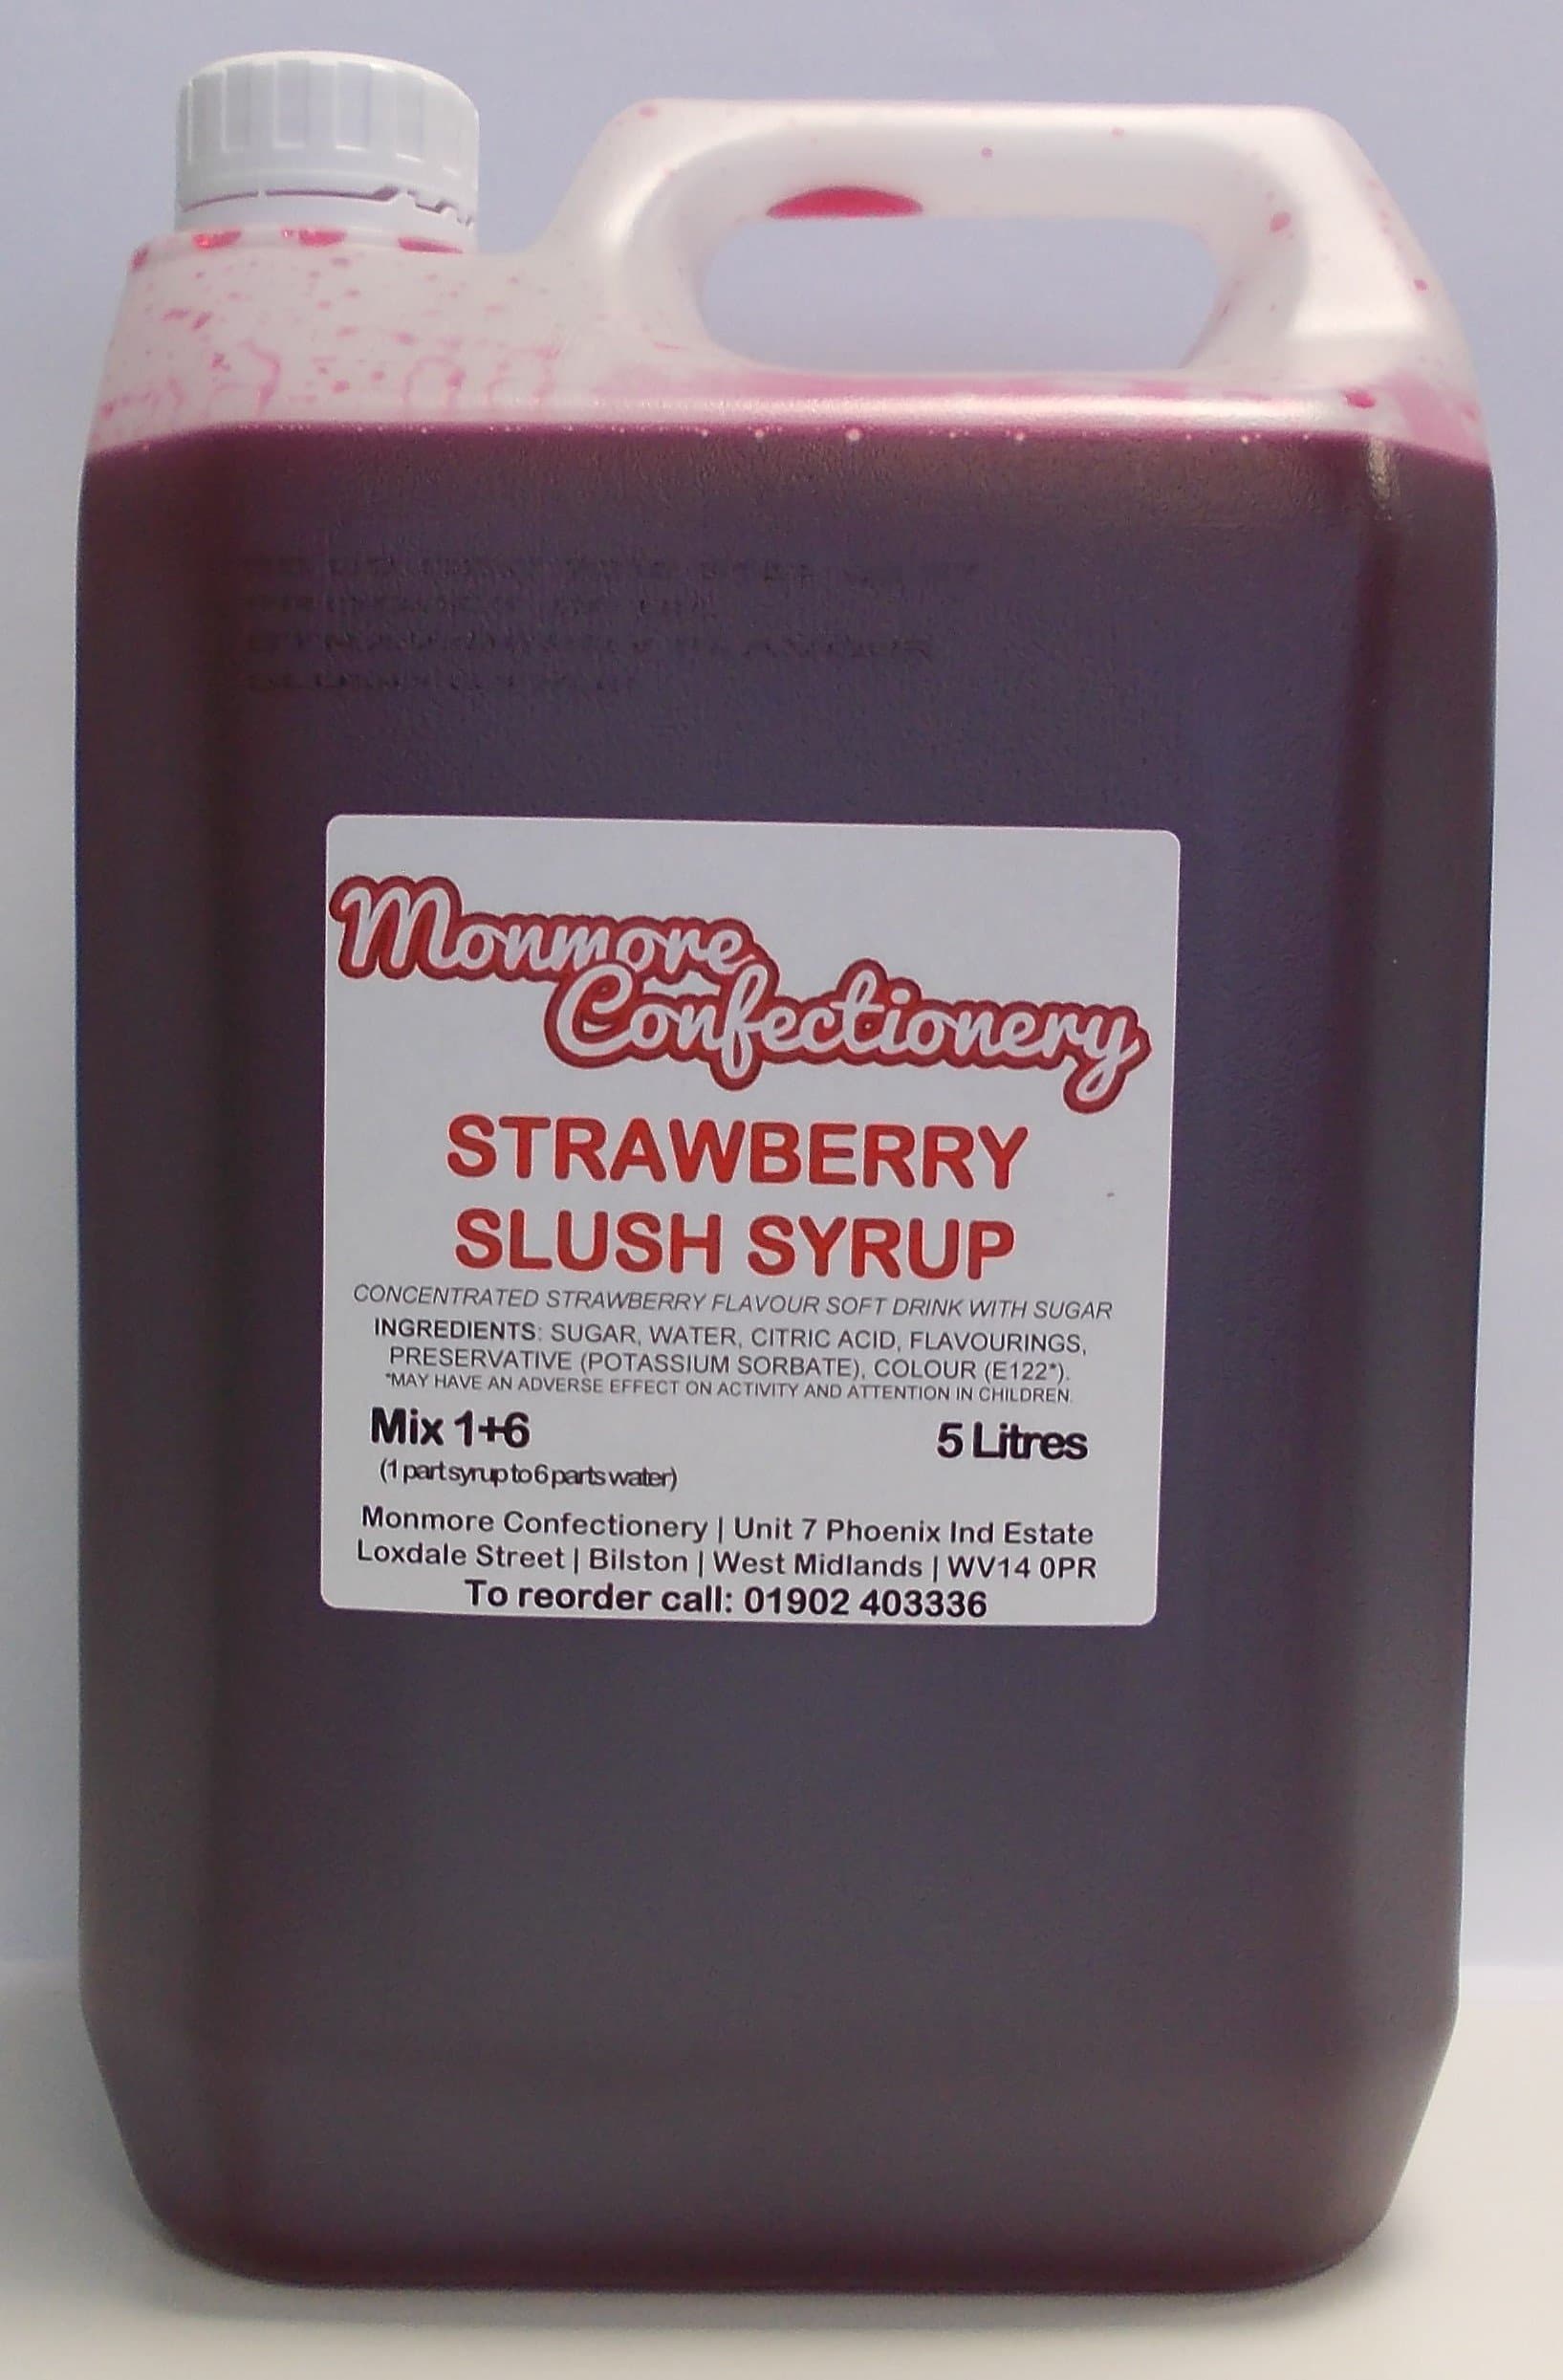 Monmore
Confectionery
STRAWBERRY
SLUSH SYRUP
CONCENTRATED STRAWBERRY FLAVOUR SOFT DRINK WITH SUGAR
INGREDIENTS: SUGAR, WATER, CITRIC ACID, FLAVOURINGS,
PRESERVATIVE (POTASSIUM SORBATE), COLOUR (E122*).
*MAY HAVE AN ADVERSE EFFECT ON ACTIVITY AND ATTENTION IN CHILDREN.
Mix 1+6 5 Litres
(1 part syrup to 6 parts water)
Monmore Confectionery | Unit 7 Phoenix Ind Estate
Loxdale Street | Bilston | West Midlands | WV14 0PR
To reorder call: 01902 403336